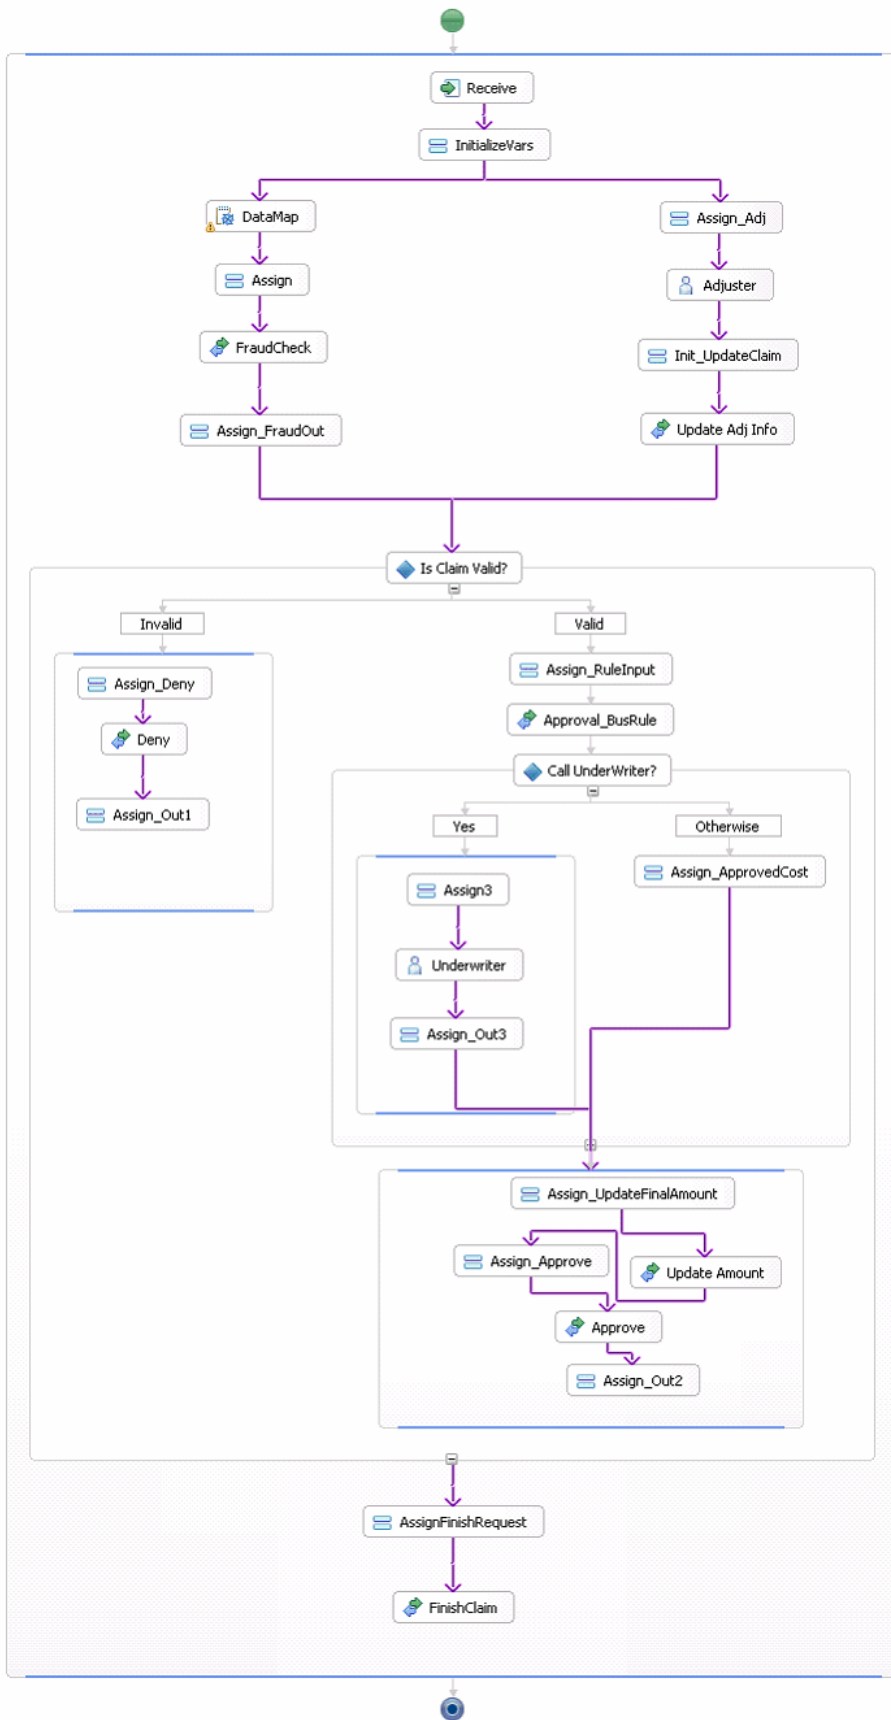 Receive
InitializeVars
DataMap
Assign_Adj
Assign
Adjuster
FraudCheck
Init_UpdateClaim
Assign_FraudOut
Update Adj Info
Is Claim Valid?
Invalid
Valid
Assign_Deny
Assign_RuleInput
Deny
Approval_BusRule
Call UnderWriter?
Assign_Out1
Yes
Otherwise
Assign3
Assign_ApprovedCost
Underwriter
Assign_Out3
Assign_UpdateFinalAmount
Assign_Approve
Update Amount
Approve
Assign_Out2
AssignFinishRequest
FinishClaim